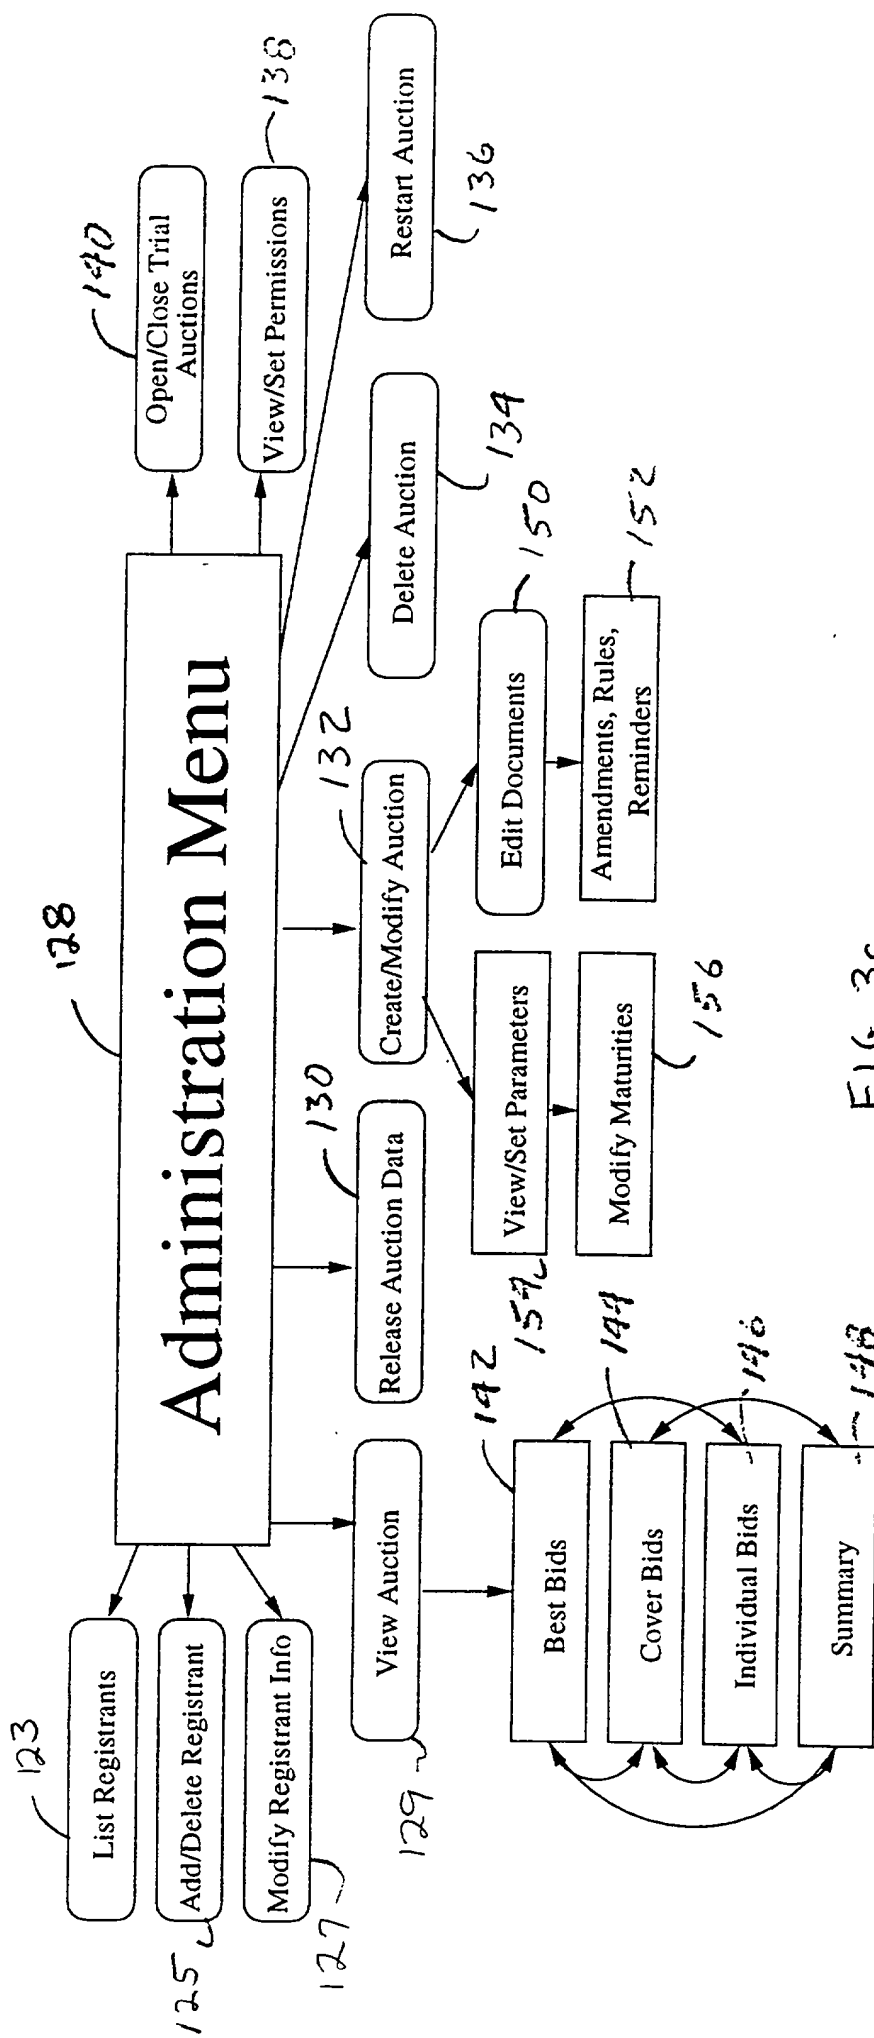 128
Administration Menu
123
List Registrants
125
Add/Delete Registrant
127
Modify Registrant Info
140
Open/Close Trial
Auctions
138
View/Set Permissions
129
View Auction
130
Release Auction Data
132
Create/Modify Auction
134
Delete Auction
136
Restart Auction
142
Best Bids
144
Cover Bids
146
Individual Bids
148
Summary
154
View/Set Parameters
156
Modify Maturities
150
Edit Documents
152
Amendments, Rules,
Reminders
FIG.